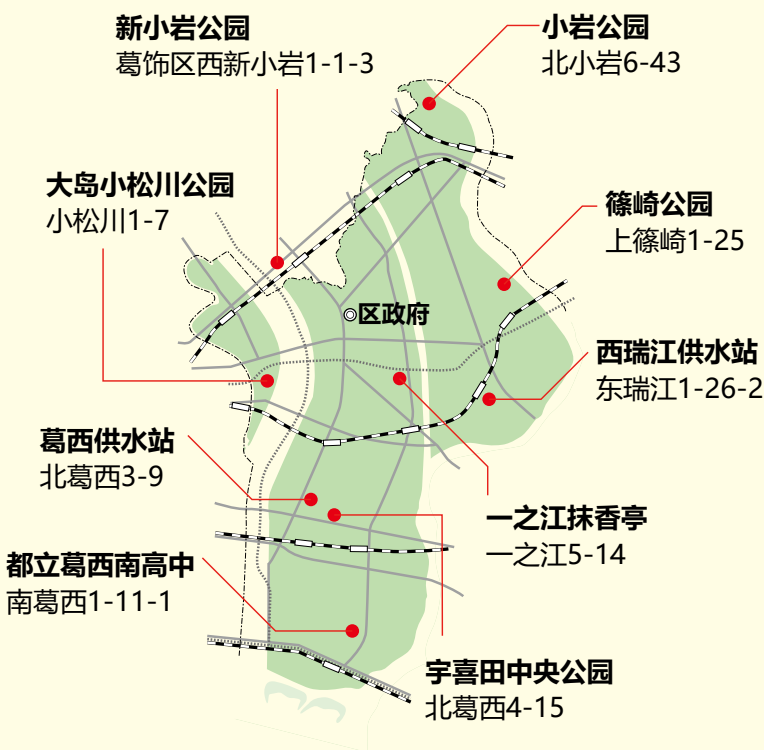 新小岩公园
葛饰区西新小岩1-1-3
小岩公园
北小岩6-43
大岛小松川公园
小松川1-7
篠崎公园
上篠崎1-25
区政府
西瑞江供水站
东瑞江1-26-2
葛西供水站
北葛西3-9
一之江抹香亭
一之江5-14
都立葛西南高中
南葛西1-11-1
宇喜田中央公园
北葛西4-15